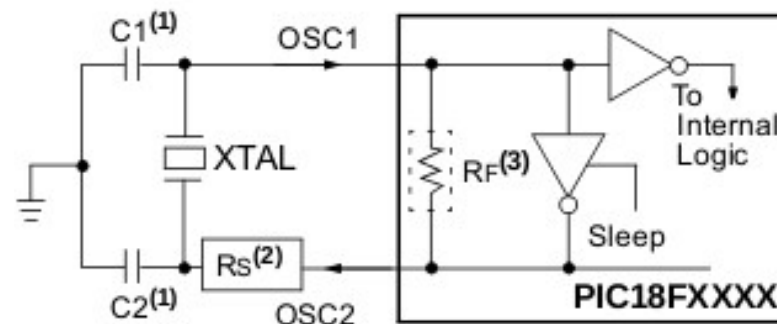 C1(1)
OSC1
To
Internal
Logic
XTAL
RF(3)
Sleep
RS(2)
C2(1)
OSC2
PIC18FXXXX